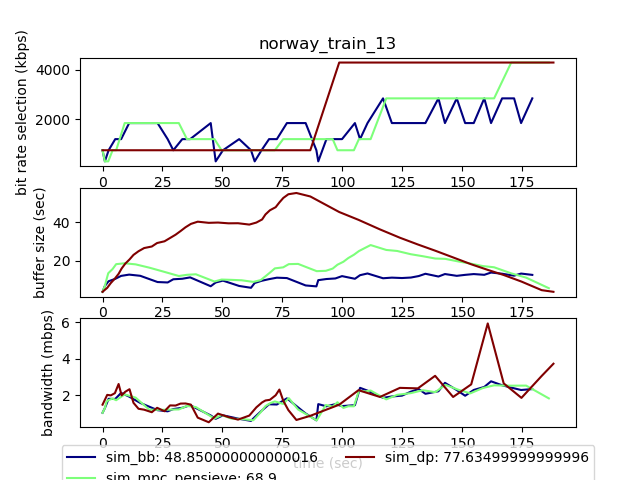 norway_train_13
bit rate selection (kbps)
4000
2000
0 25 50 75 100 125 150 175
buffer size (sec)
40
20
0 25 50 75 100 125 150 175
bandwidth (mbps)
6
4
2
0 25 50 75 100 125 150 175
time (sec)
sim_bb: 48.850000000000016 sim_dp: 77.63499999999996
sim_mpc_pensieve: 68.9